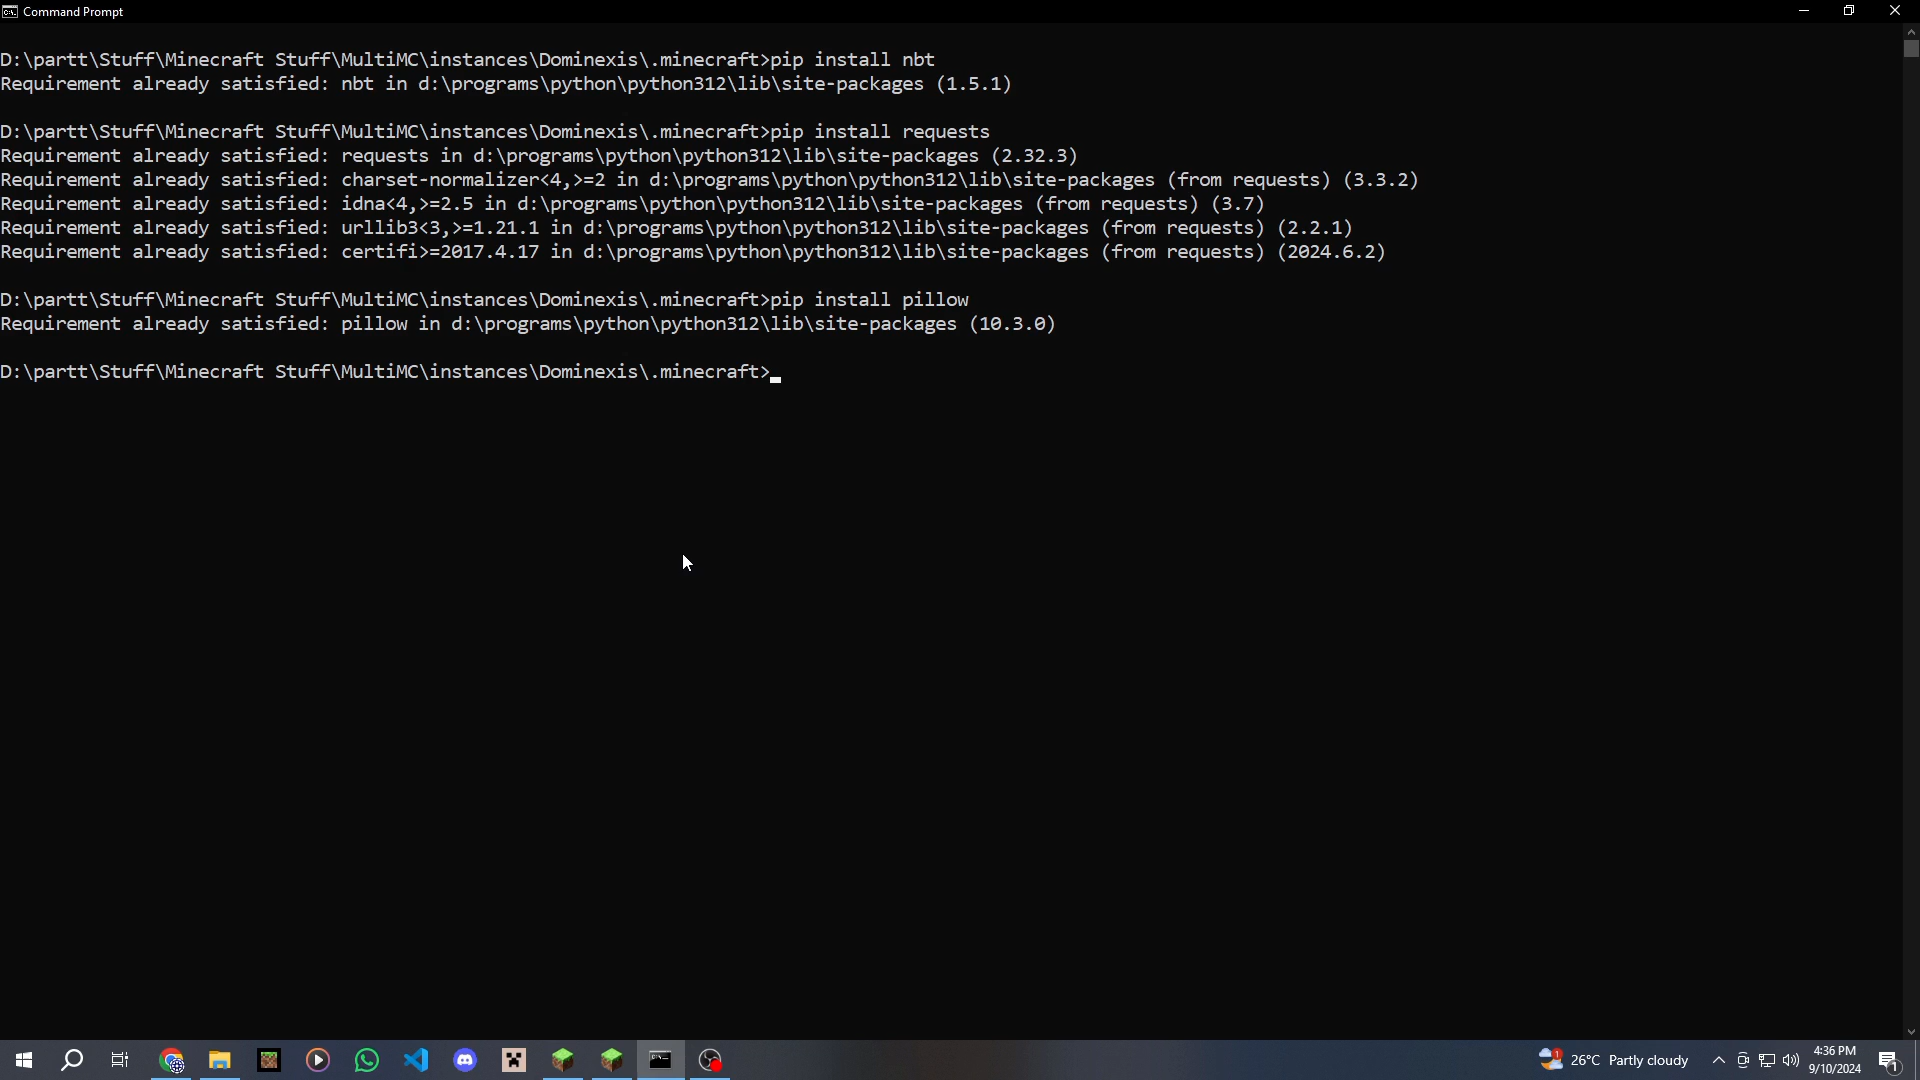 Command Prompt
D:\partt\Stuff\Minecraft Stuff\MultiMC\instances\Dominexis\.minecraft>pip install nbt
Requirement already satisfied: nbt in d:\programs\python\python312\lib\site-packages (1.5.1)
D:\partt\Stuff\Minecraft Stuff\MultiMC\instances\Dominexis\.minecraft>pip install requests
Requirement already satisfied: requests in d:\programs\python\python312\lib\site-packages (2.32.3)
Requirement already satisfied: charset-normalizer<4,>=2 in d:\programs\python\python312\lib\site-packages (from requests) (3.3.2)
Requirement already satisfied: idna<4,>=2.5 in d:\programs\python\python312\lib\site-packages (from requests) (3.7)
Requirement already satisfied: urllib3<3,>=1.21.1 in d:\programs\python\python312\lib\site-packages (from requests) (2.2.1)
Requirement already satisfied: certifi>=2017.4.17 in d:\programs\python\python312\lib\site-packages (from requests) (2024.6.2)
D:\partt\Stuff\Minecraft Stuff\MultiMC\instances\Dominexis\.minecraft>pip install pillow
Requirement already satisfied: pillow in d:\programs\python\python312\lib\site-packages (10.3.0)
D:\partt\Stuff\Minecraft Stuff\MultiMC\instances\Dominexis\.minecraft>
1
26°C Partly cloudy
4:36 PM
9/10/2024
1